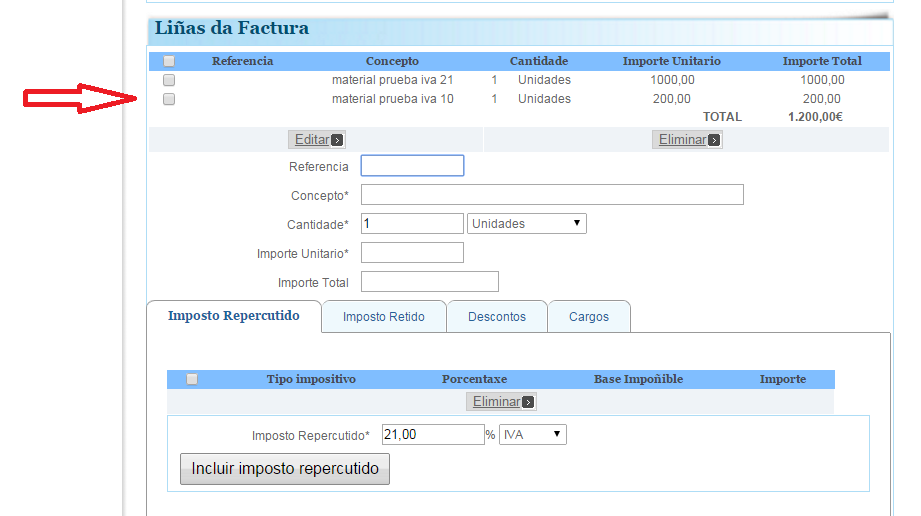 Liñas da Factura
Referencia Concepto Cantidade Importe Unitario Importe Total
material prueba iva 21 1 Unidades 1000,00 1000,00
material prueba iva 10 1 Unidades 200,00 200,00
TOTAL 1.200,00€
Editar Eliminar
Referencia
Concepto*
Cantidade* 1 Unidades
Importe Unitario*
Importe Total
Imposto Repercutido Imposto Retido Descontos Cargos
Tipo impositivo Porcentaxe Base Impoñible Importe
Eliminar
Imposto Repercutido* 21,00 % IVA
Incluir imposto repercutido